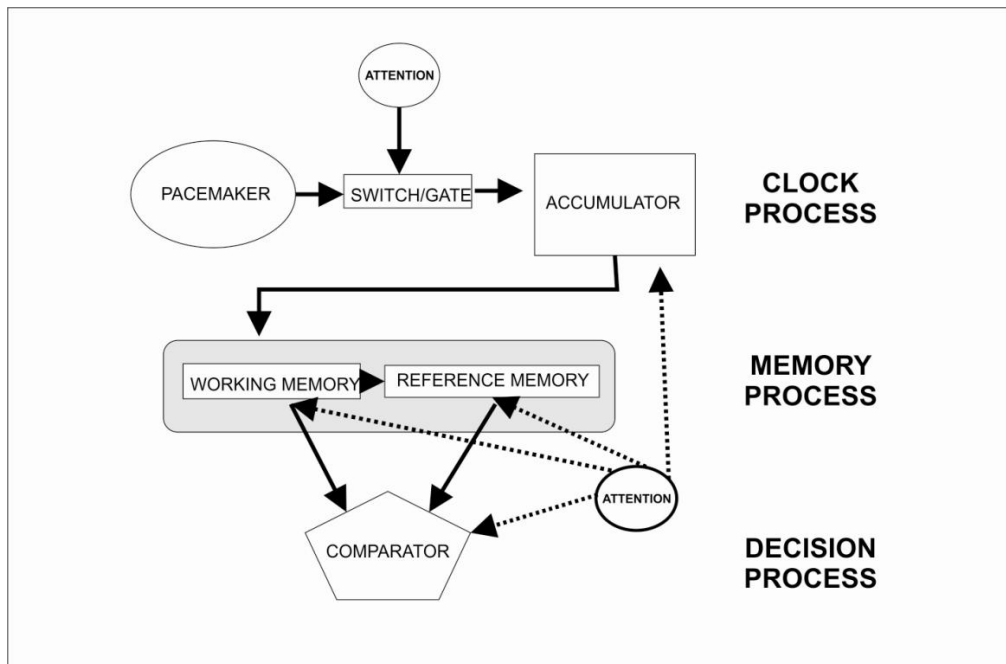 ATTENTION
PACEMAKER
SWITCH/GATE
ACCUMULATOR
CLOCK
PROCESS
WORKING MEMORY
REFERENCE MEMORY
MEMORY
PROCESS
ATTENTION
COMPARATOR
DECISION
PROCESS